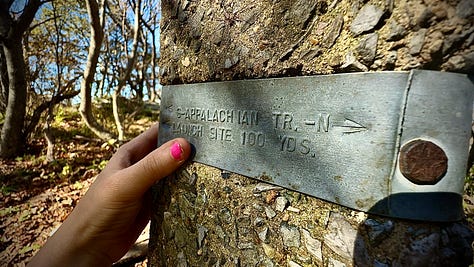 ←S-APPALACHIAN TR.-N→
LAUNCH SITE 100 YDS.